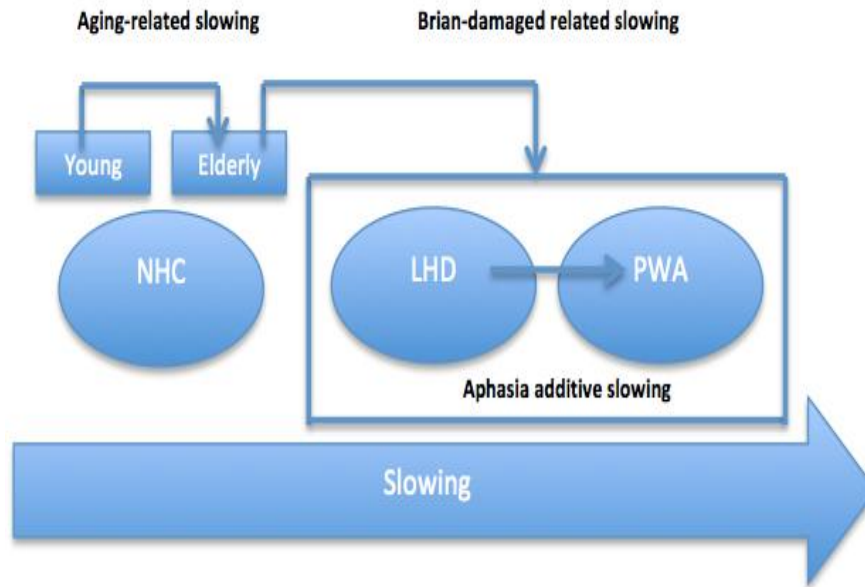 Aging-related slowing
Brian-damaged related slowing
Young
Elderly
NHC
LHD
PWA
Aphasia additive slowing
Slowing